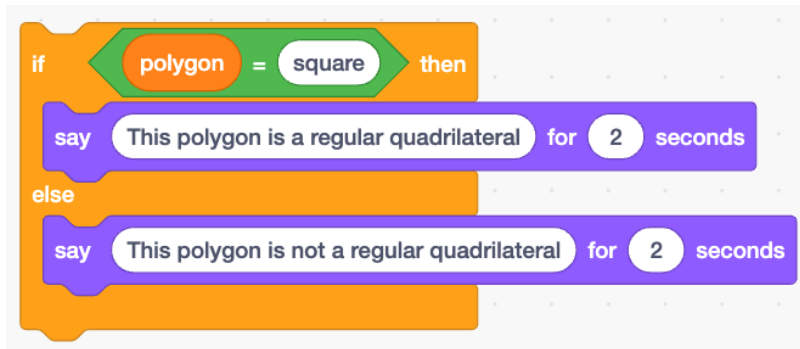 if polygon = square then
say This polygon is a regular quadrilateral for 2 seconds
else
say This polygon is not a regular quadrilateral for 2 seconds